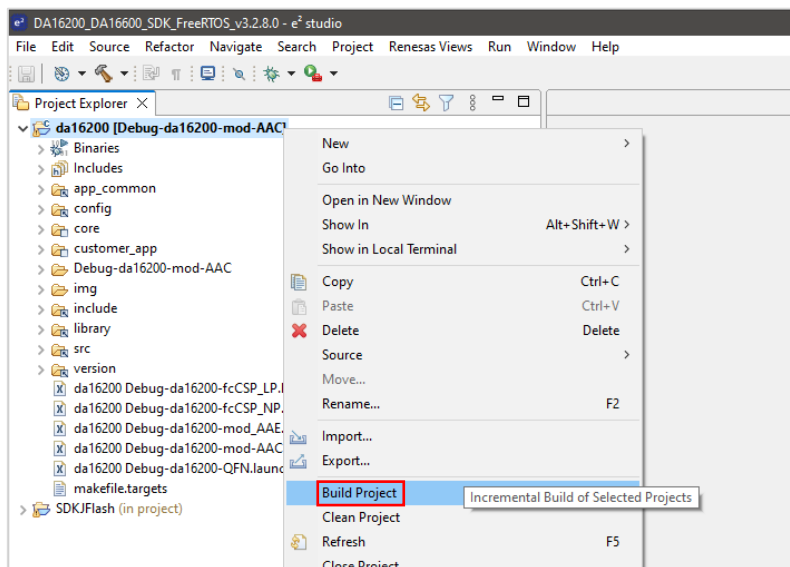 DA16200_DA16600_SDK_FreeRTOS_v3.2.8.0 - e² studio
File Edit Source Refactor Navigate Search Project Renesas Views Run Window Help
Project Explorer
da16200 [Debug-da16200-mod-AAC]
Binaries
Includes
app_common
config
core
customer_app
Debug-da16200-mod-AAC
img
include
library
src
version
da16200 Debug-da16200-fcCSP_LP.
da16200 Debug-da16200-fcCSP_NP.
da16200 Debug-da16200-mod_AAE.
da16200 Debug-da16200-mod-AAC
da16200 Debug-da16200-QFN.laun
makefile.targets
SDKJFlash (in project)
New
Go Into
Open in New Window
Show In Alt+Shift+W
Show in Local Terminal
Copy Ctrl+C
Paste Ctrl+V
Delete Delete
Source
Move...
Rename... F2
Import...
Export...
Build Project
Incremental Build of Selected Projects
Clean Project
Refresh F5
Close Project